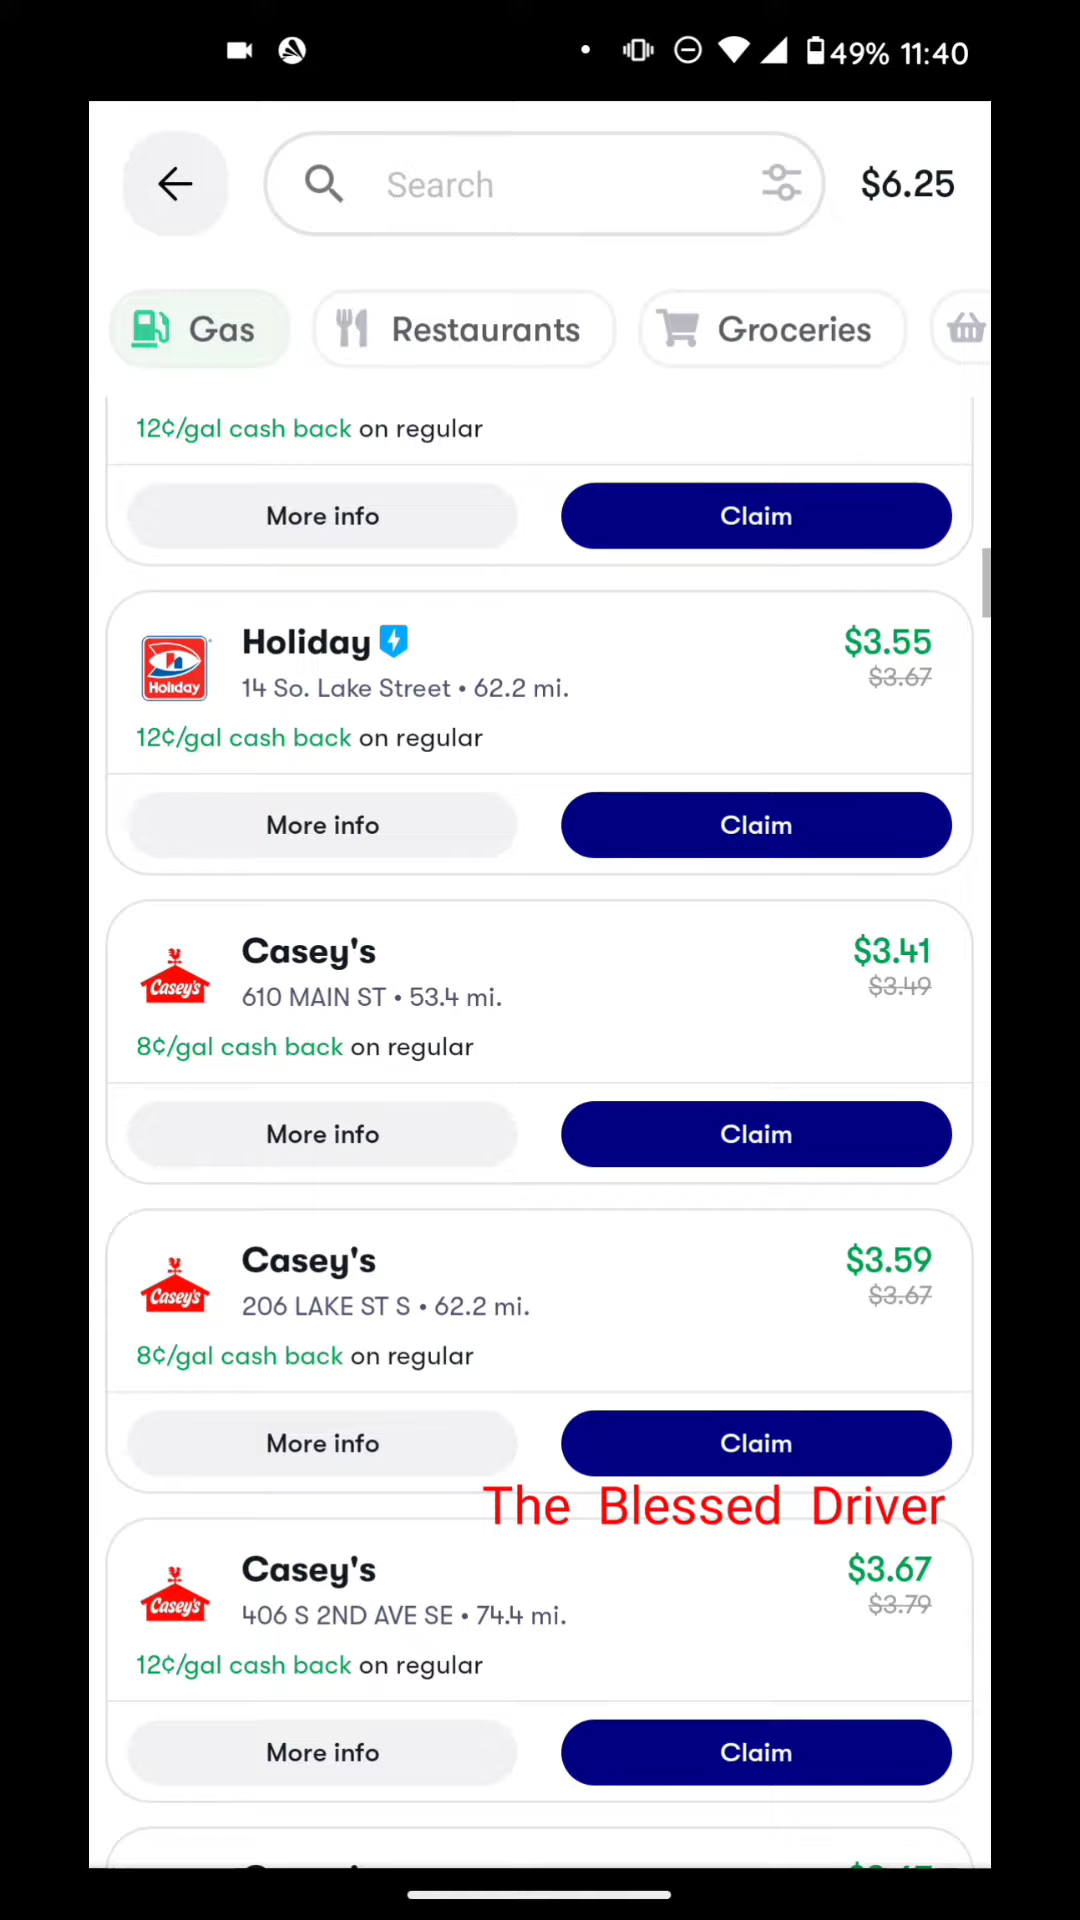 49% 11:40
Search
$6.25
Gas
Restaurants
Groceries
12¢/gal cash back on regular
More info
Claim
Holiday
Holiday
$3.55
14 So. Lake Street • 62.2 mi.
$3.67
12¢/gal cash back on regular
More info
Claim
Casey's
Casey's
$3.41
610 MAIN ST • 53.4 mi.
$3.49
8¢/gal cash back on regular
More info
Claim
Casey's
Casey's
$3.59
206 LAKE ST S • 62.2 mi.
$3.67
8¢/gal cash back on regular
More info
Claim
The Blessed Driver
Casey's
Casey's
$3.67
406 S 2ND AVE SE • 74.4 mi.
$3.79
12¢/gal cash back on regular
More info
Claim